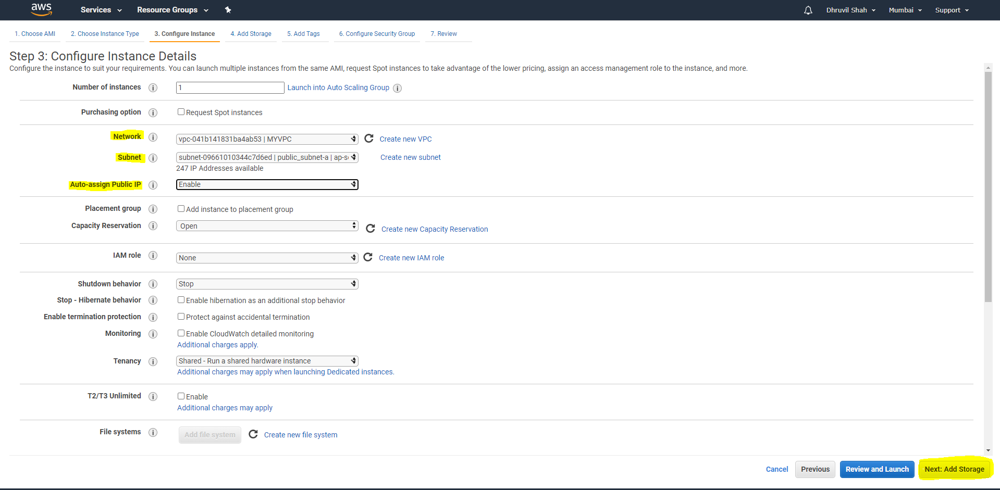 aws Services Resource Groups Dhruvil Shah Mumbai Support
1. Choose AMI 2. Choose Instance Type 3. Configure Instance 4. Add Storage 5. Add Tags 6. Configure Security Group 7. Review
Step 3: Configure Instance Details
Configure the instance to suit your requirements. You can launch multiple instances from the same AMI, request Spot instances to take advantage of the lower pricing, assign an access management role to the instance, and more.
Number of instances i 1 Launch into Auto Scaling Group i
Purchasing option i Request Spot instances
Network i vpc-041b141831ba4ab53 | MYVPC Create new VPC
Subnet i subnet-09661010344c7d6ed | public_subnet-a | ap-s Create new subnet
247 IP Addresses available
Auto-assign Public IP i Enable
Placement group i Add instance to placement group
Capacity Reservation i Open Create new Capacity Reservation
IAM role i None Create new IAM role
Shutdown behavior i Stop
Stop - Hibernate behavior i Enable hibernation as an additional stop behavior
Enable termination protection i Protect against accidental termination
Monitoring i Enable CloudWatch detailed monitoring
Additional charges apply.
Tenancy i Shared - Run a shared hardware instance
Additional charges may apply when launching Dedicated instances.
T2/T3 Unlimited i Enable
Additional charges may apply
File systems i Add file system Create new file system
Cancel Previous Review and Launch Next: Add Storage